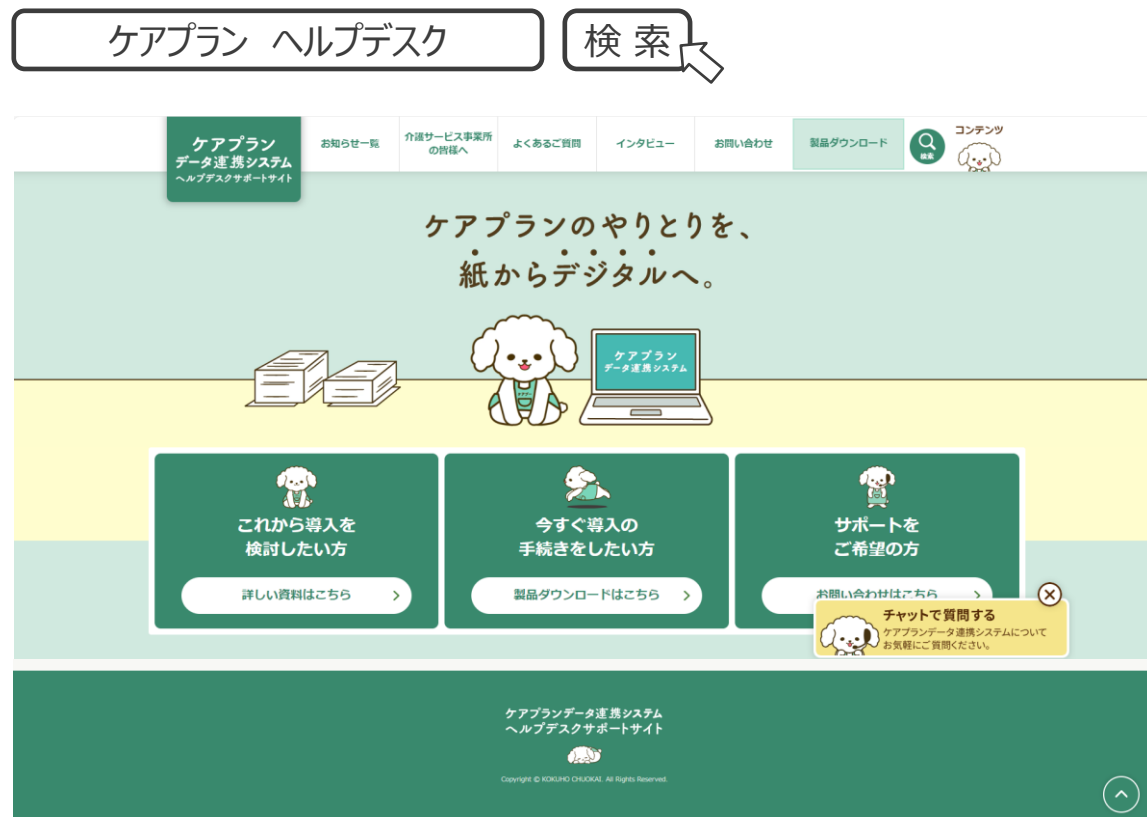 ケアプラン ヘルプデスク
検 索
ケアプラン
データ連携システム
ヘルプデスクサポートサイト
お知らせ一覧
介護サービス事業所
の皆様へ
よくあるご質問
インタビュー
お問い合わせ
製品ダウンロード
検索
コンテンツ
ケアプランのやりとりを、
紙からデジタルへ。
ケアプラン
データ連携システム
これから導入を
検討したい方
詳しい資料はこちら
今すぐ導入の
手続きをしたい方
製品ダウンロードはこちら
サポートを
ご希望の方
お問い合わせはこちら
チャットで質問する
ケアプランデータ連携システムについて
お気軽にご質問ください。
ケアプランデータ連携システム
ヘルプデスクサポートサイト
Copyright © KOKUHO CHUOKAI. All Rights Reserved.